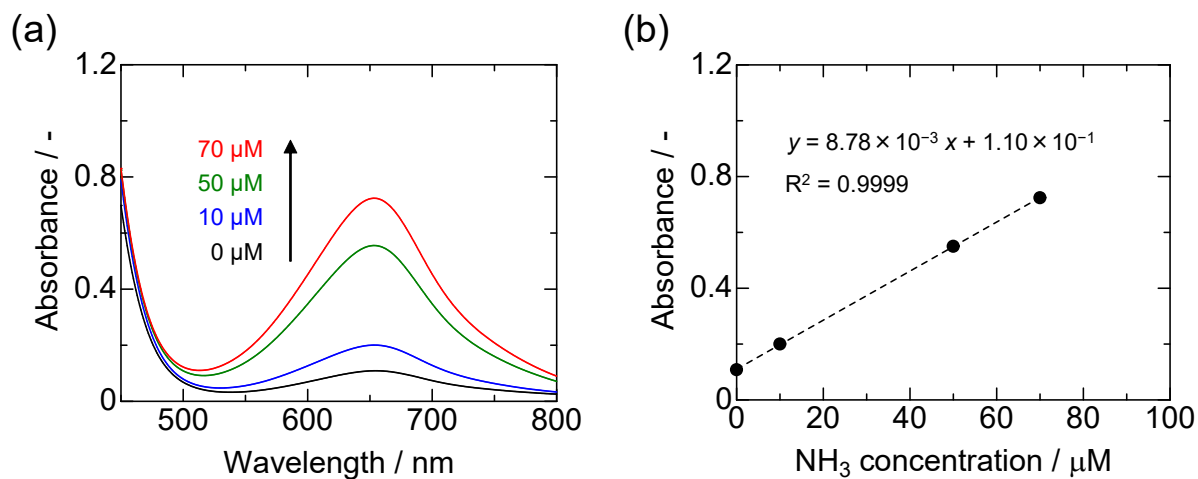 (a)
1.2
0.8
0.4
0
Absorbance / -
70 µM
50 µM
10 µM
0 µM
500 600 700 800
Wavelength / nm
(b)
1.2
0.8
0.4
0
Absorbance / -
y = 8.78 × 10⁻³ x + 1.10 × 10⁻¹
R² = 0.9999
0 20 40 60 80 100
NH₃ concentration / μM